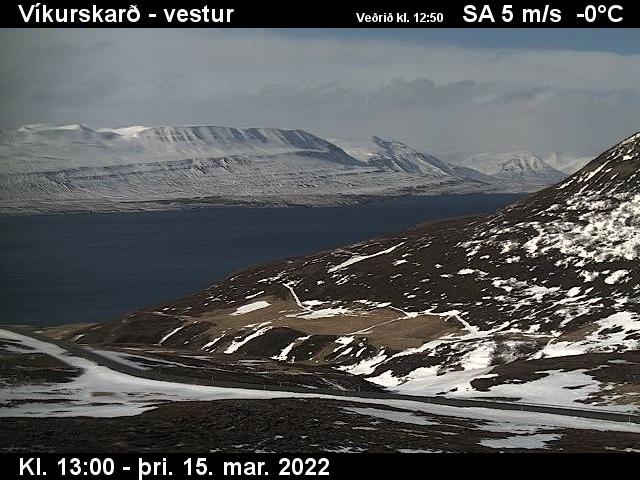 Víkurskarð - vestur Veðrið kl. 12:50 SA 5 m/s -0°C
Kl. 13:00 - þri. 15. mar. 2022